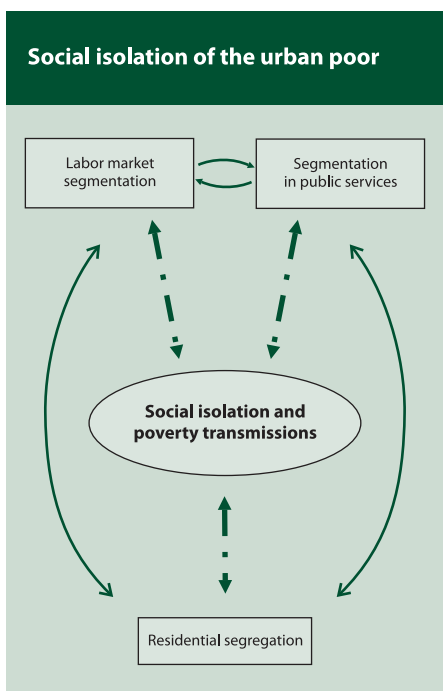 Social isolation of the urban poor
Labor market
segmentation
Segmentation
in public services
Social isolation and
poverty transmissions
Residential segregation